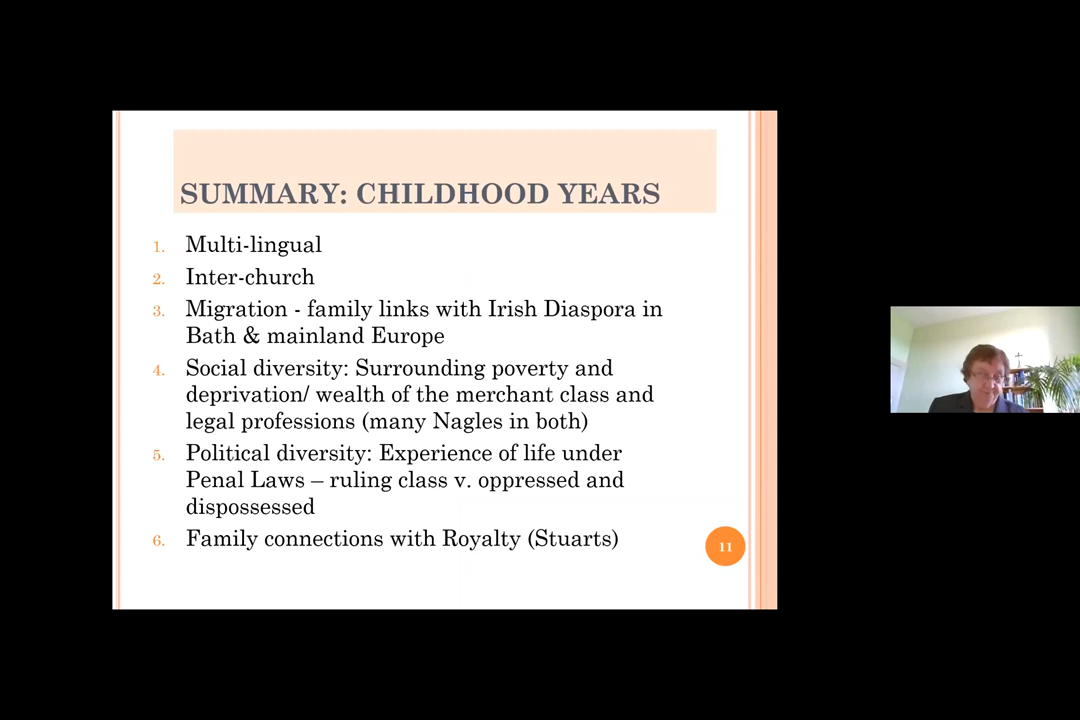 SUMMARY: CHILDHOOD YEARS
1. Multi-lingual
2. Inter-church
3. Migration - family links with Irish Diaspora in
Bath & mainland Europe
4. Social diversity: Surrounding poverty and
deprivation/ wealth of the merchant class and
legal professions (many Nagles in both)
5. Political diversity: Experience of life under
Penal Laws – ruling class v. oppressed and
dispossessed
6. Family connections with Royalty (Stuarts)
11